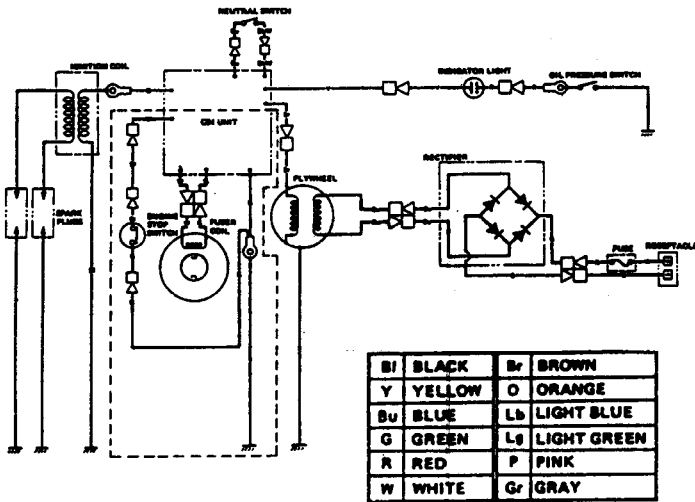 NEUTRAL SWITCH
IGNITION COIL
INDICATOR LIGHT
OIL PRESSURE SWITCH
CDI UNIT
FLYWHEEL
RECTIFIER
SPARK
PLUGS
ENGINE
STOP
SWITCH
PULSER
COIL
FUSE
RECEPTACLE
Bl BLACK Br BROWN
Y YELLOW O ORANGE
Bu BLUE Lb LIGHT BLUE
G GREEN Lg LIGHT GREEN
R RED P PINK
W WHITE Gr GRAY